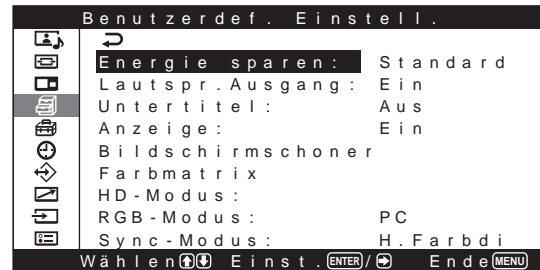 Benutzerdef. Einstell.
Energie sparen: Standard
Lautspr.Ausgang: Ein
Untertitel: Aus
Anzeige: Ein
Bildschirmschoner
Farbmatrix
HD-Modus:
RGB-Modus: PC
Sync-Modus: H.Farbdi
Wählen Einst. ENTER / Ende MENU